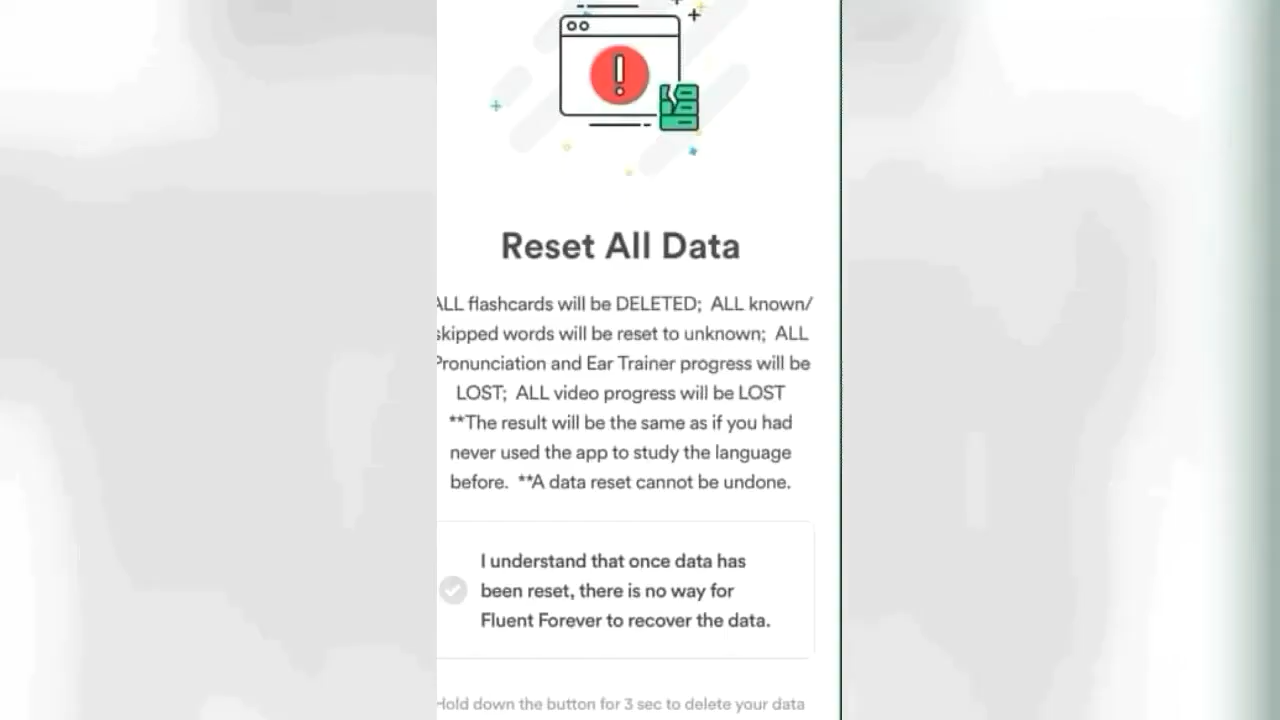 Reset All Data
ALL flashcards will be DELETED;  ALL known/
skipped words will be reset to unknown;  ALL
Pronunciation and Ear Trainer progress will be
LOST;  ALL video progress will be LOST
**The result will be the same as if you had
never used the app to study the language
before.  **A data reset cannot be undone.
I understand that once data has
been reset, there is no way for
Fluent Forever to recover the data.
Hold down the button for 3 sec to delete your data